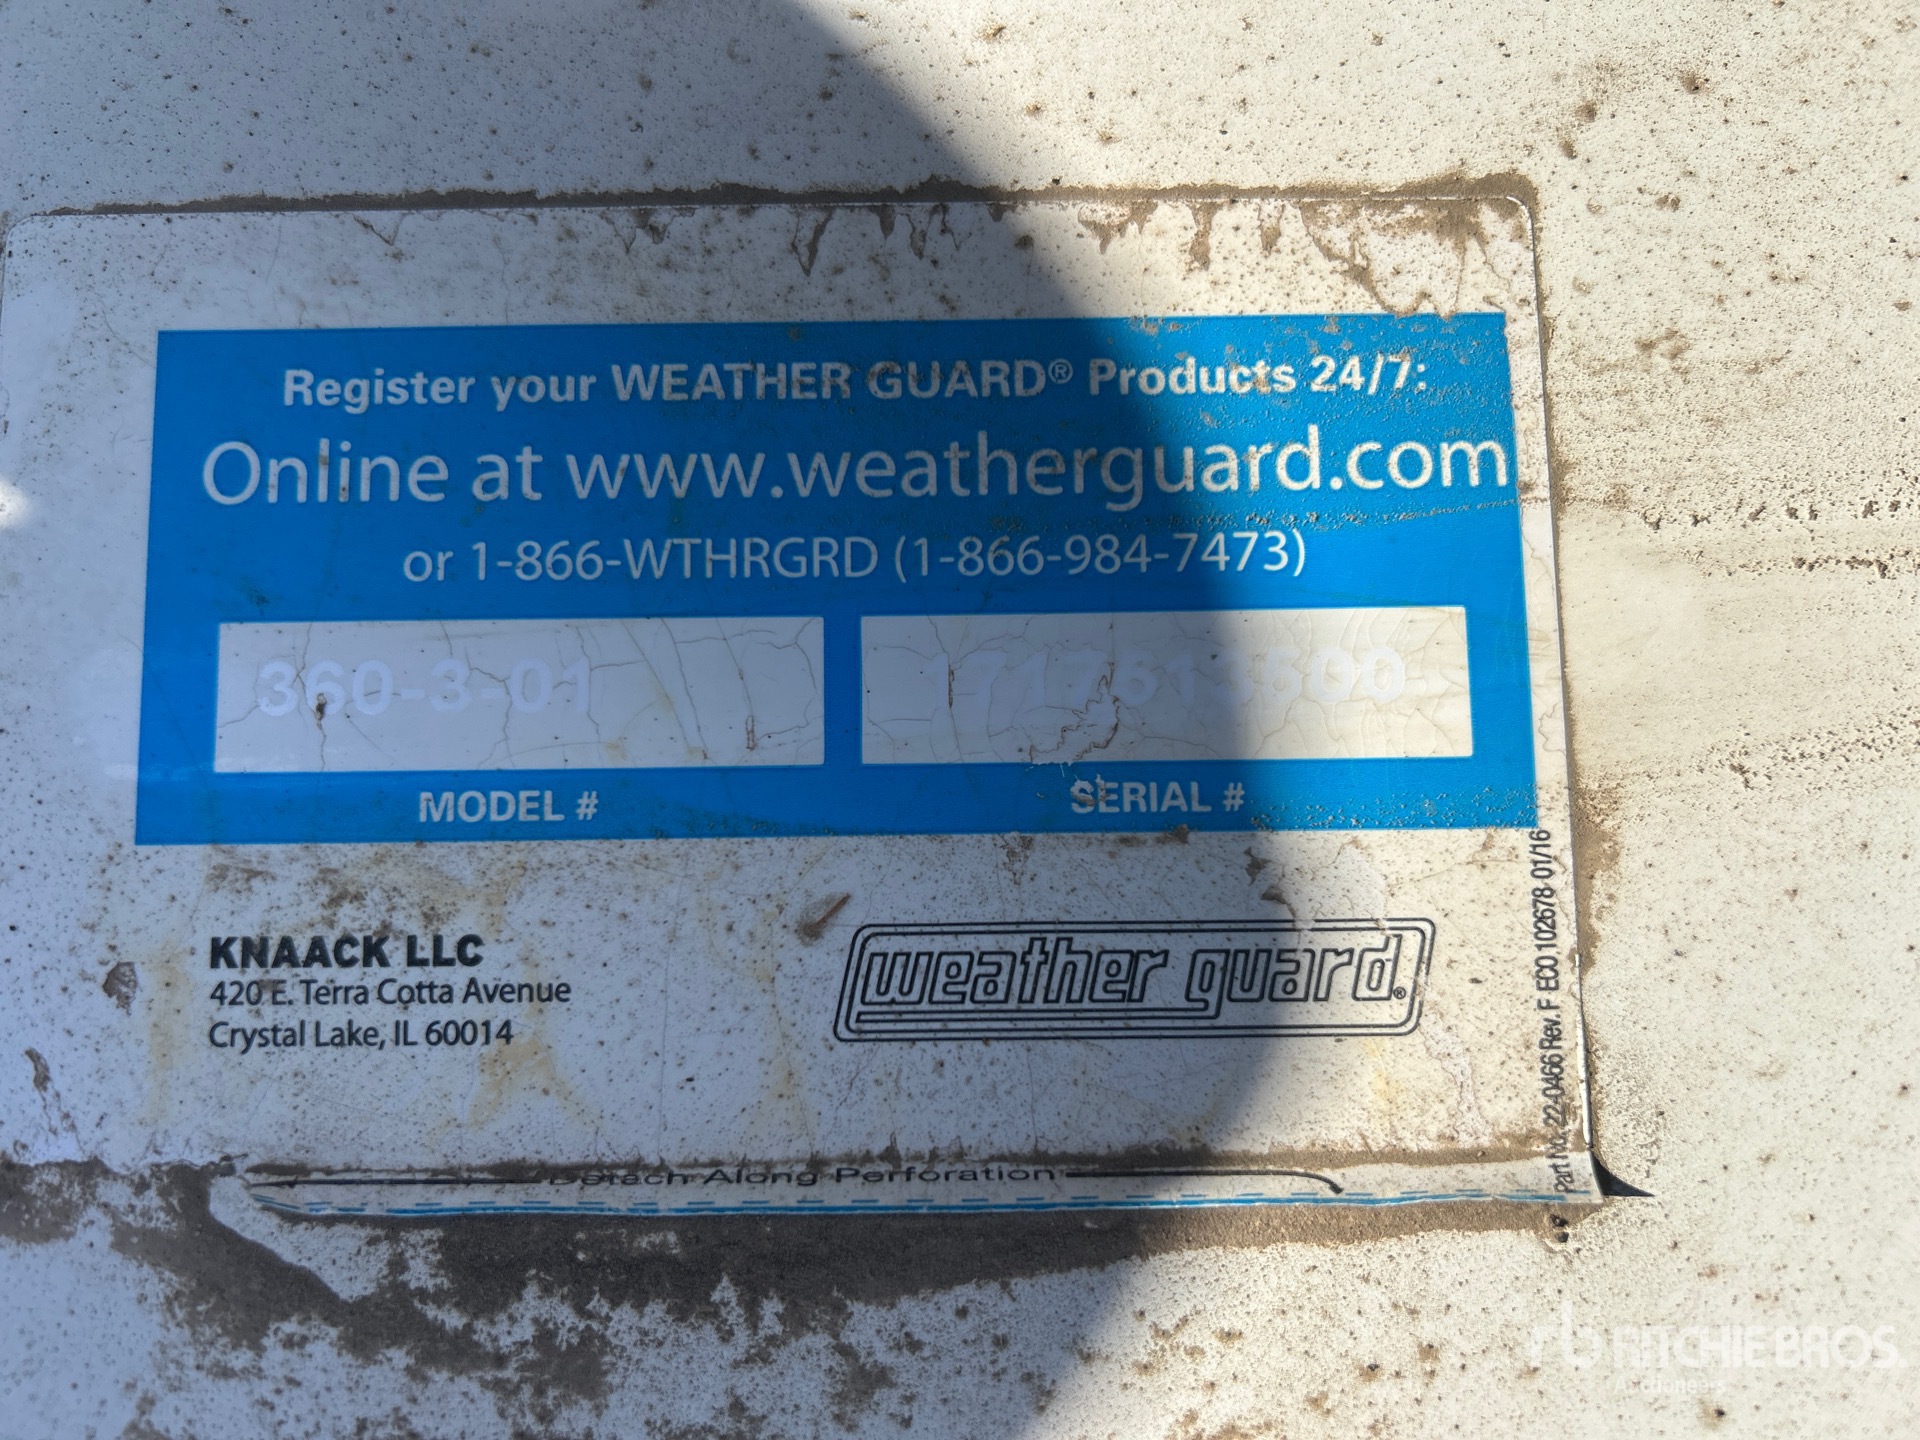 Register your WEATHER GUARD® Products 24/7:
Online at www.weatherguard.com
or 1-866-WTHRGRD (1-866-984-7473)
360-3-01
MODEL #
SERIAL #
KNAACK LLC
420 E. Terra Cotta Avenue
Crystal Lake, IL 60014
weather guard®
Part No. 22-0466 Rev. F ECO 102678 01/16
Detach Along Perforation
RITCHIE BROS.
Auctioneers